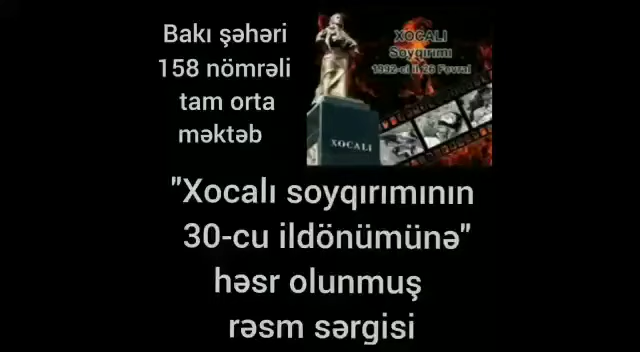 Bakı şəhəri
158 nömrəli
tam orta
məktəb
XOCALI
Soyqırımı
1992-ci il 26 Fevral
XOCALI
"Xocalı soyqırımının
30-cu ildönümünə"
həsr olunmuş
rəsm sərgisi